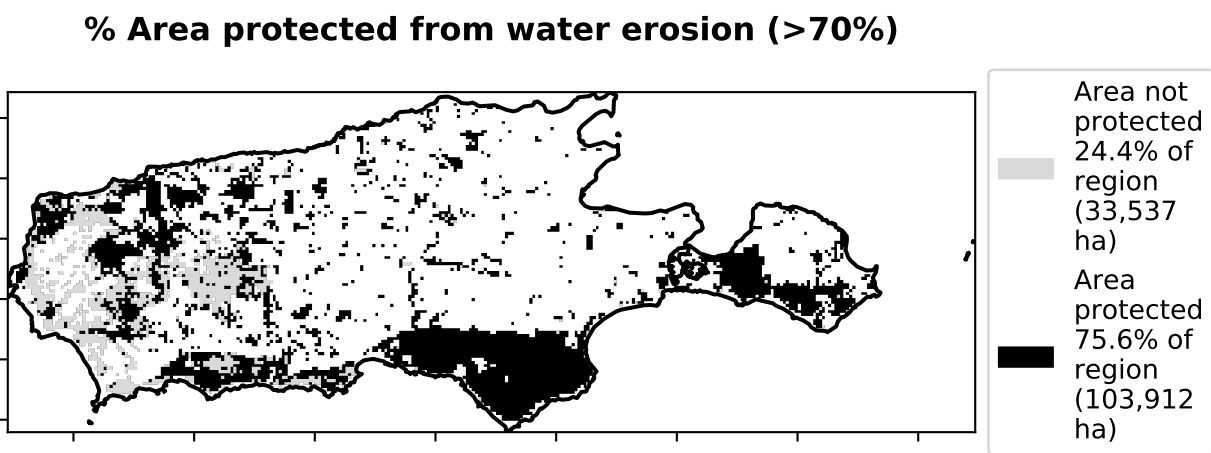 % Area protected from water erosion (>70%)
Area not
protected
24.4% of
region
(33,537
ha)
Area
protected
75.6% of
region
(103,912
ha)